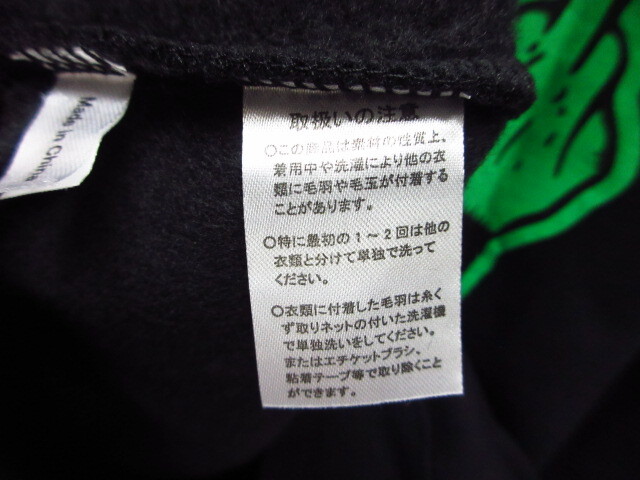 Made in China
取扱いの注意
○この商品は素材の性質上、
着用中や洗濯により他の衣
類に毛羽や毛玉が付着する
ことがあります。
○特に最初の1～2回は他の
衣類と分けて単独で洗って
ください。
○衣類に付着した毛羽は糸く
ず取りネットの付いた洗濯機
で単独洗いをしてください。
またはエチケットブラシ、
粘着テープ等で取り除くこと
ができます。